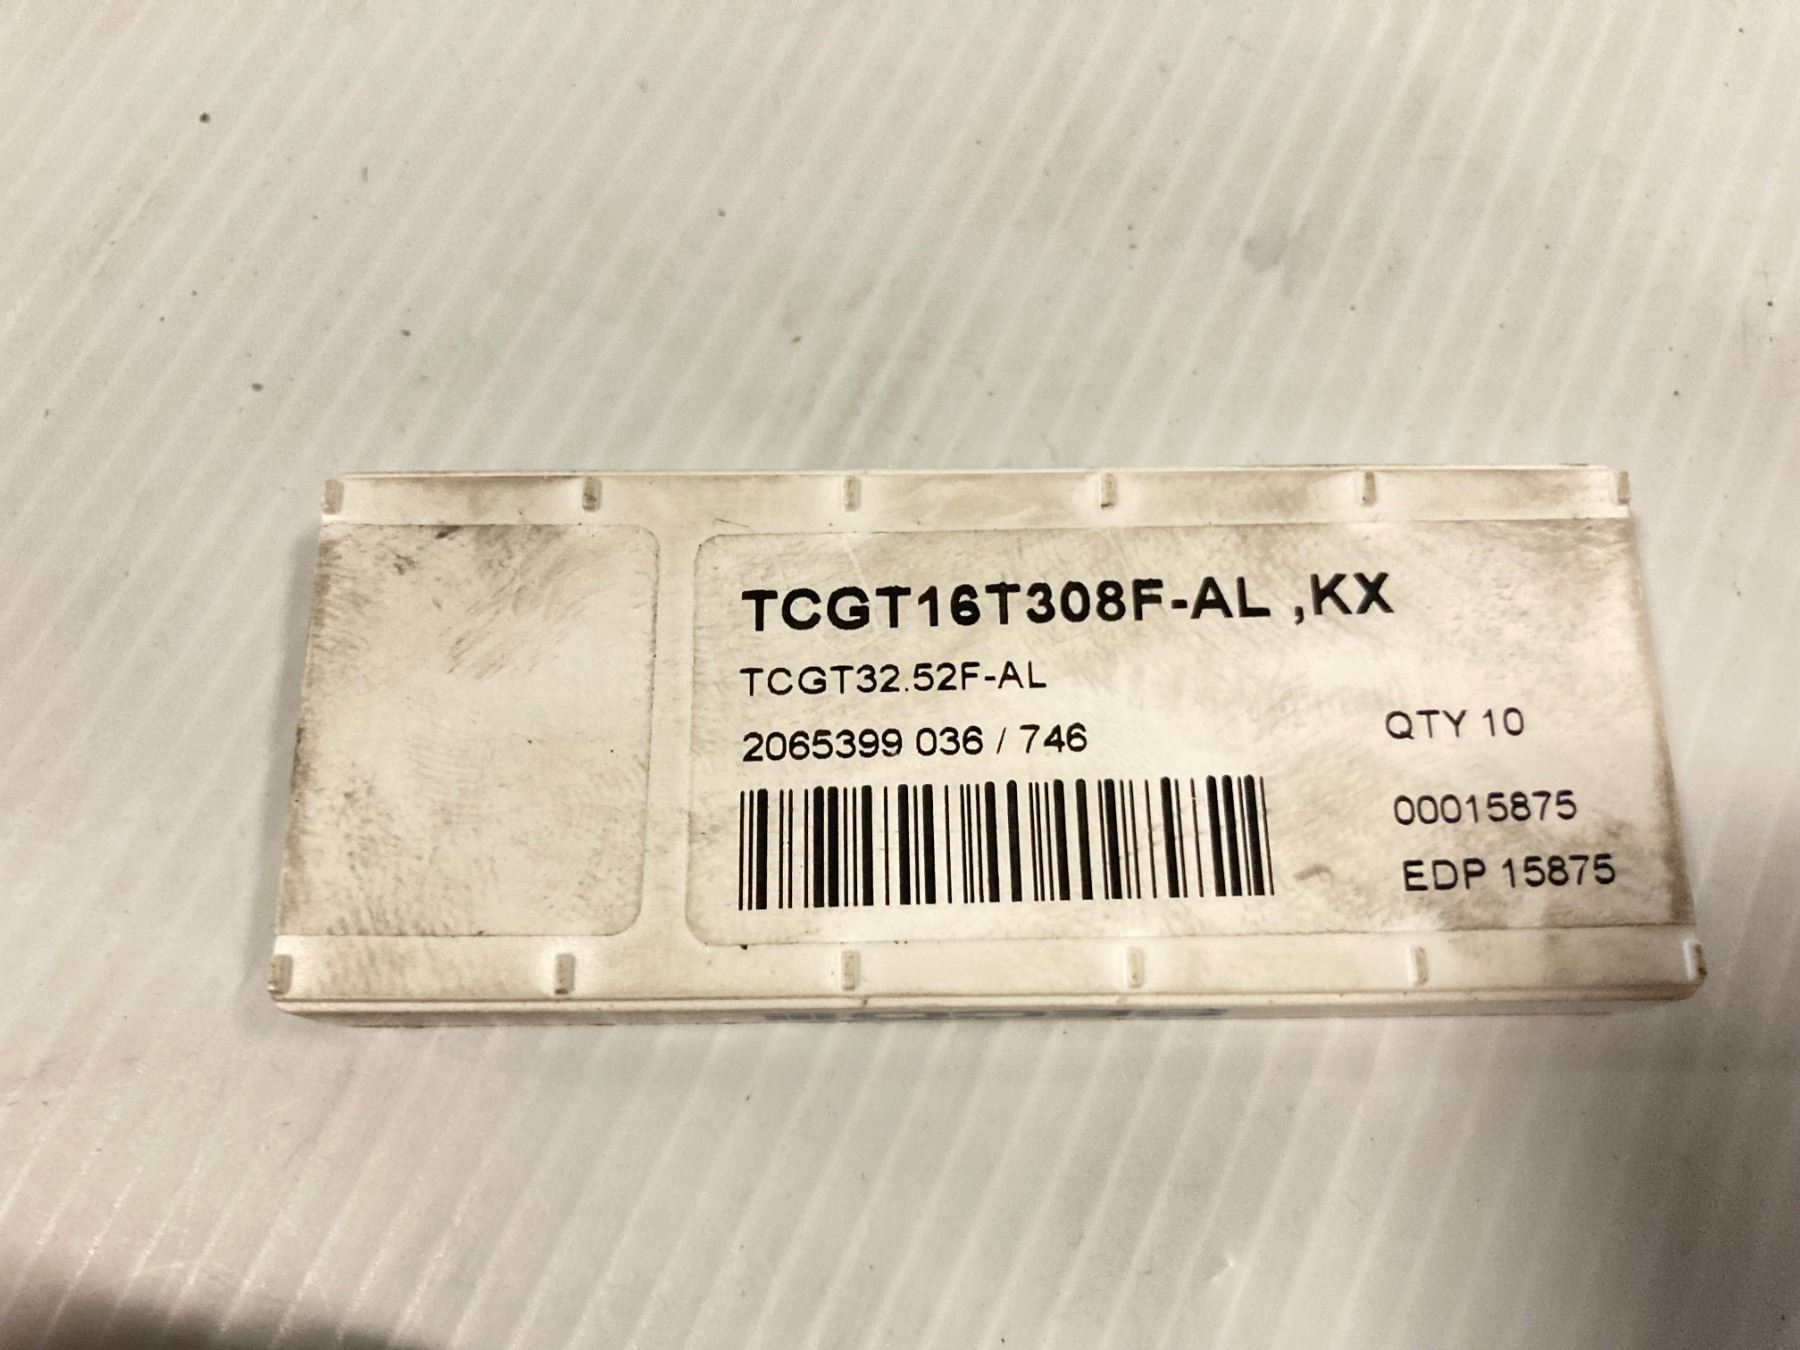 TCGT16T308F-AL ,KX
TCGT32.52F-AL
2065399 036 / 746
QTY 10
00015875
EDP 15875